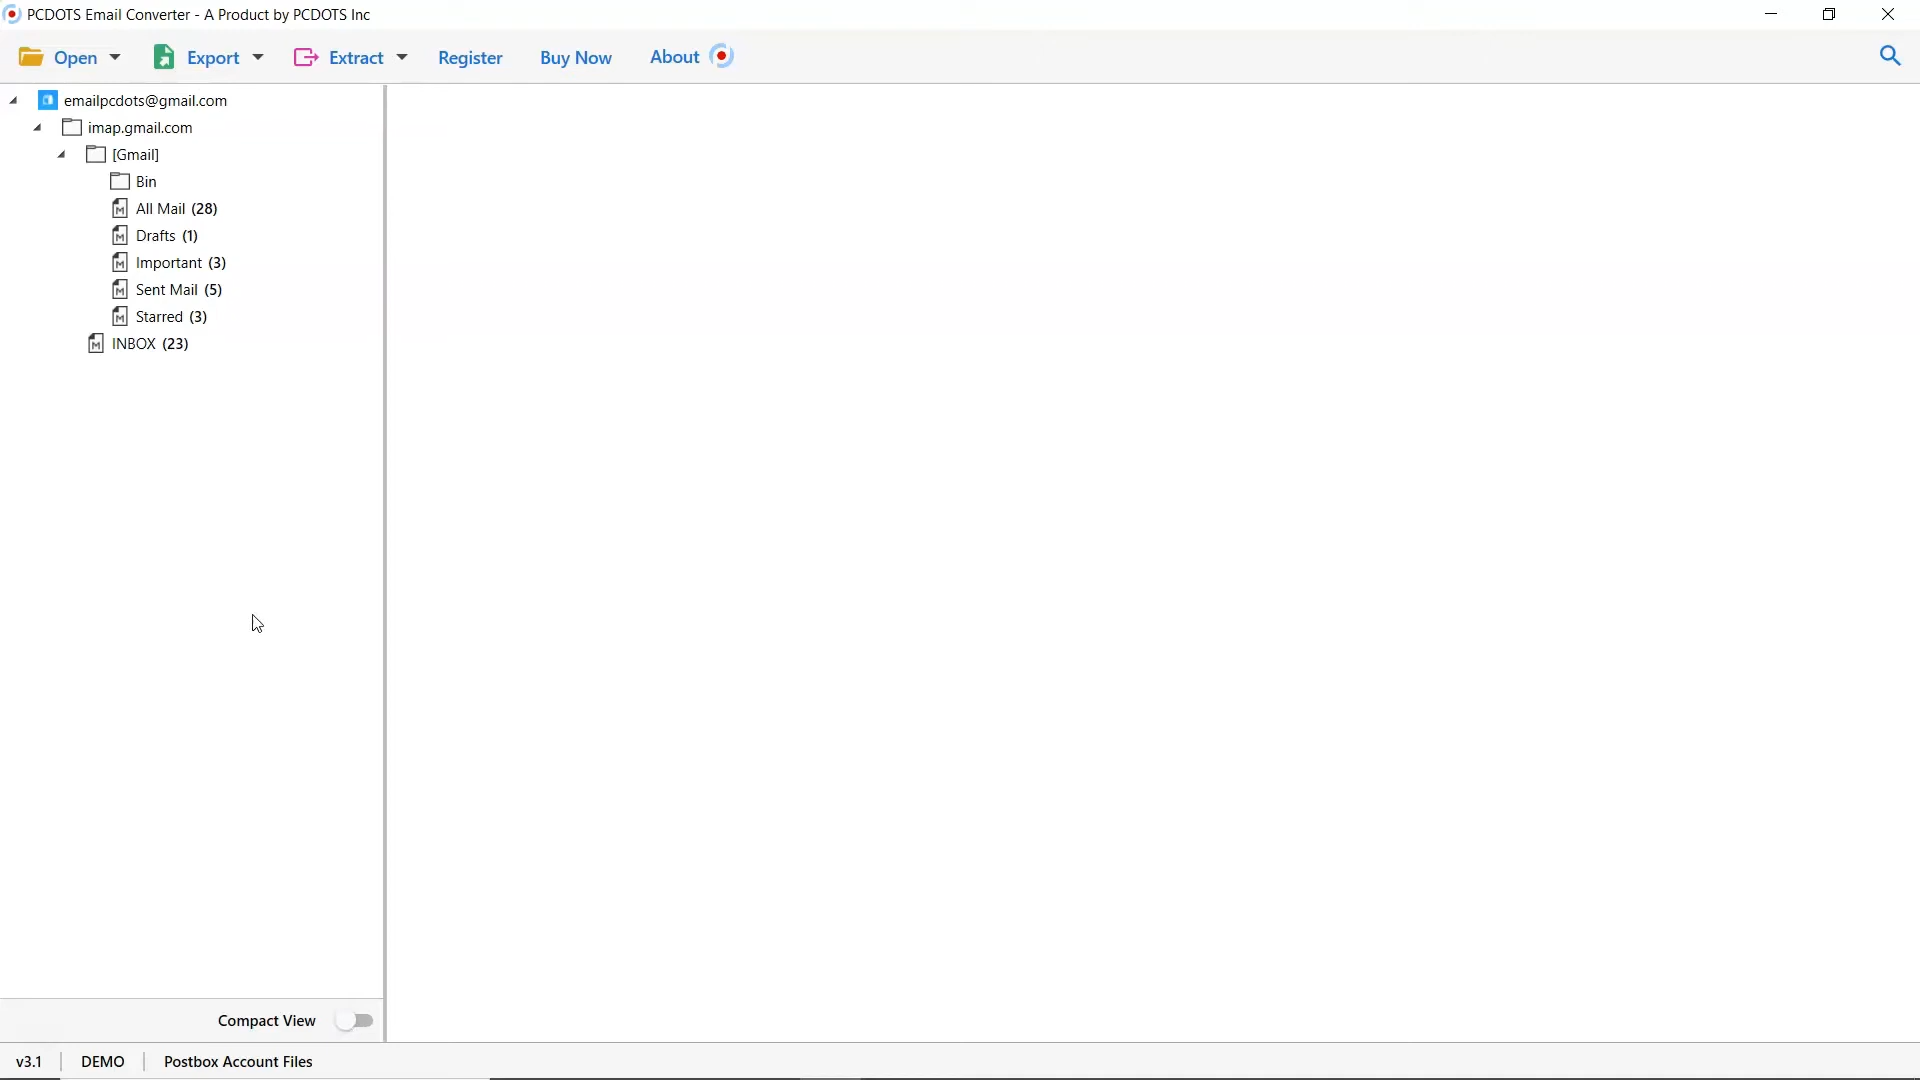 PCDOTS Email Converter - A Product by PCDOTS Inc
Open Export Extract Register Buy Now About
emailpcdots@gmail.com
imap.gmail.com
[Gmail]
Bin
All Mail (28)
Drafts (1)
Important (3)
Sent Mail (5)
Starred (3)
INBOX (23)
Compact View
v3.1 DEMO Postbox Account Files